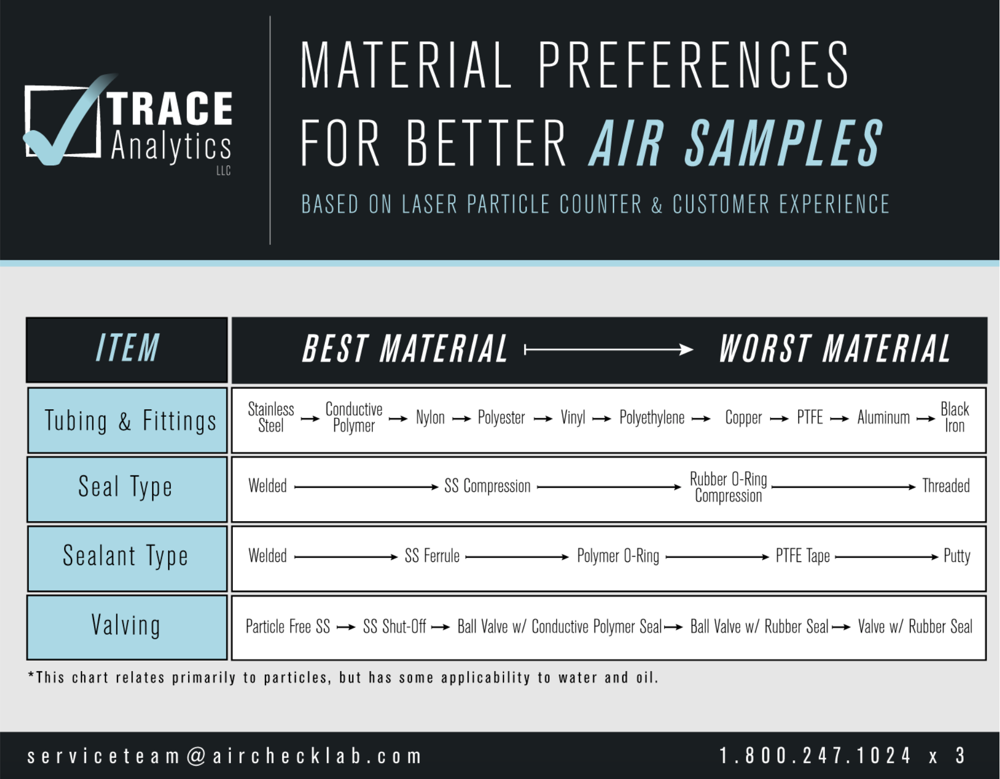 TRACE
Analytics
LLC
MATERIAL PREFERENCES
FOR BETTER AIR SAMPLES
BASED ON LASER PARTICLE COUNTER & CUSTOMER EXPERIENCE
ITEM
BEST MATERIAL
WORST MATERIAL
Tubing & Fittings
Stainless
Steel
Conductive
Polymer
Nylon
Polyester
Vinyl
Polyethylene
Copper
PTFE
Aluminum
Black
Iron
Seal Type
Welded
SS Compression
Rubber O-Ring
Compression
Threaded
Sealant Type
Welded
SS Ferrule
Polymer O-Ring
PTFE Tape
Putty
Valving
Particle Free SS
SS Shut-Off
Ball Valve w/ Conductive Polymer Seal
Ball Valve w/ Rubber Seal
Valve w/ Rubber Seal
*This chart relates primarily to particles, but has some applicability to water and oil.
serviceteam@airchecklab.com
1.800.247.1024 x 3